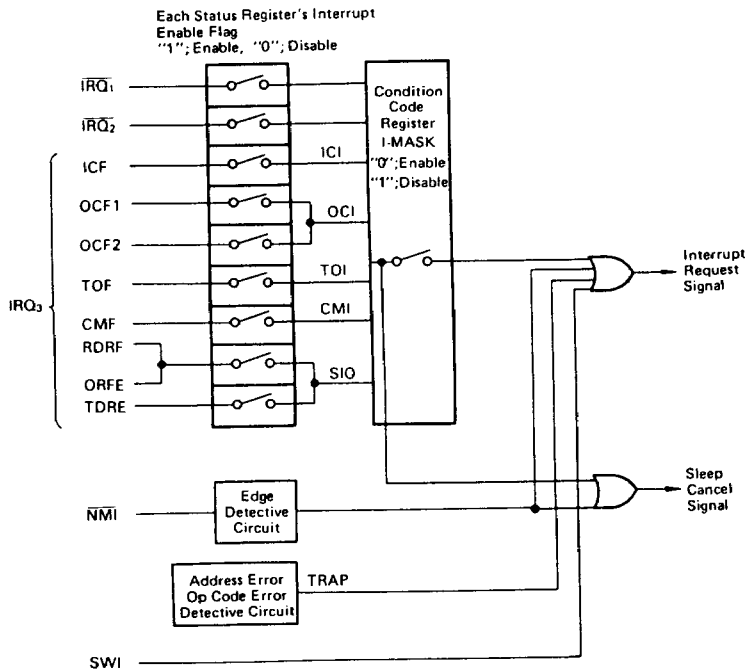 Each Status Register's Interrupt
Enable Flag
"1"; Enable, "0"; Disable
IRQ₁
IRQ₂
ICF
OCF1
OCF2
TOF
CMF
RDRF
ORFE
TDRE
IRQ₃
ICI
OCI
TOI
CMI
SIO
Condition
Code
Register
I-MASK
"0";Enable
"1";Disable
Interrupt
Request
Signal
Sleep
Cancel
Signal
NMI
Edge
Detective
Circuit
Address Error
Op Code Error
Detective Circuit
TRAP
SWI